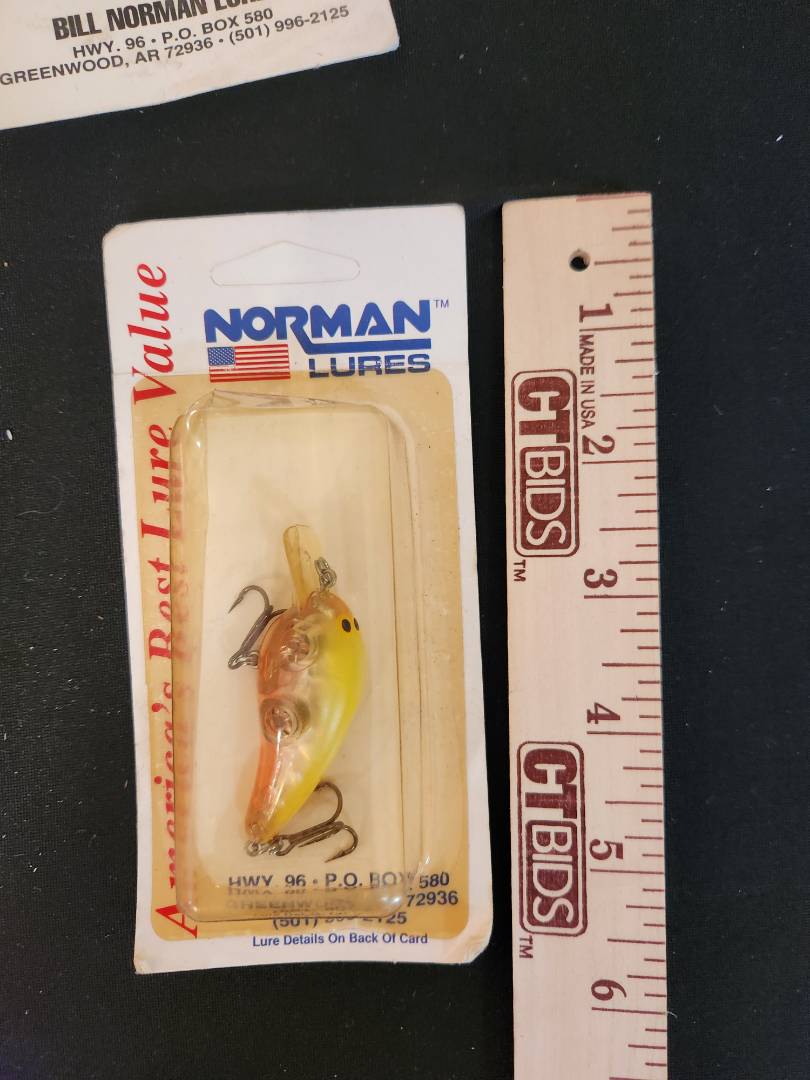 BILL NORMAN
HWY. 96 • P.O. BOX 580
GREENWOOD, AR 72936 • (501) 996-2125
America's Best Lure Value
NORMAN™
LURES
HWY. 96 • P.O. BOX 580
72936
(501)
Lure Details On Back Of Card
1
MADE IN USA
2
CTBIDS™
3
4
CTBIDS™
5
6